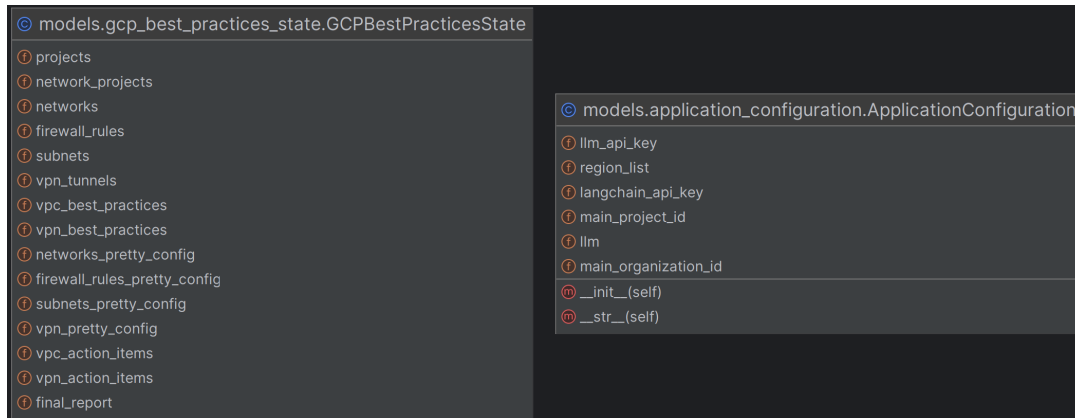 models.gcp_best_practices_state.GCPBestPracticesState
projects
network_projects
networks
firewall_rules
subnets
vpn_tunnels
vpc_best_practices
vpn_best_practices
networks_pretty_config
firewall_rules_pretty_config
subnets_pretty_config
vpn_pretty_config
vpc_action_items
vpn_action_items
final_report
models.application_configuration.ApplicationConfiguration
llm_api_key
region_list
langchain_api_key
main_project_id
llm
main_organization_id
__init__(self)
__str__(self)